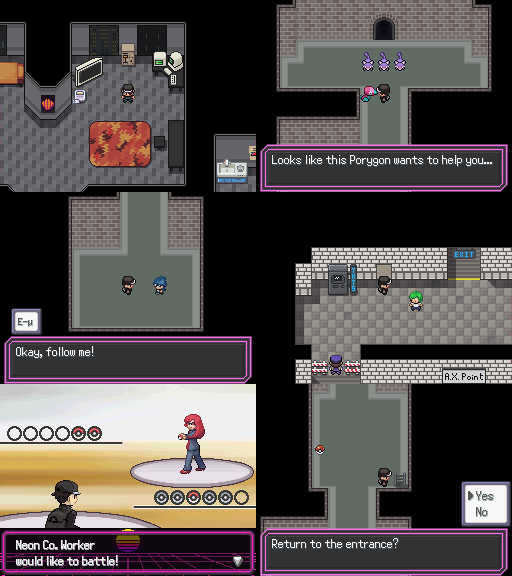 Looks like this Porygon wants to help you...
E-μ
Okay, follow me!
EXIT
A.X. Point
Neon Co. Worker
would like to battle!
Yes
No
Return to the entrance?